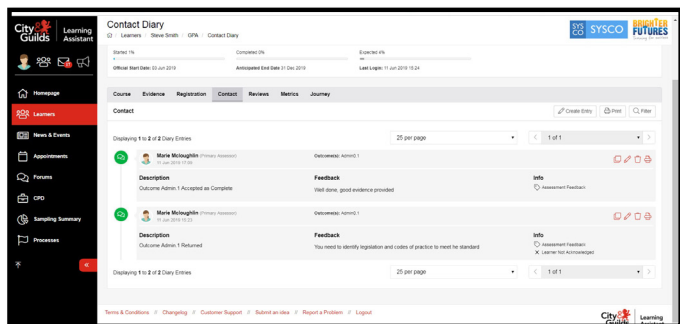 City& Guilds
Learning Assistant
Contact Diary
Learners / Steve Smith / GPA / Contact Diary
SYS CO
SYSCO
BRIGHTER FUTURES
Started 1%
Completed 0%
Expected 4%
Official Start Date: 03 Jun 2019
Anticipated End Date 31 Dec 2019
Last Login: 11 Jun 2019 15:24
Homepage
Learners
News & Events
Appointments
Forums
CPD
Sampling Summary
Processes
Course Evidence Registration Contact Reviews Metrics Journey
Contact
Create Entry
Print
Filter
Displaying 1 to 2 of 2 Diary Entries
25 per page
1 of 1
Marie Mcloughlin (Primary Assessor)
Outcome(s): Admin0.1
Description
Feedback
Info
Outcome Admin.1 Accepted as Complete
Well done, good evidence provided
Assessment Feedback
Marie Mcloughlin (Primary Assessor)
11 Jun 2019 15:23
Outcome(s): Admin0.1
Description
Feedback
Info
Outcome Admin.1 Returned
You need to identify legislation and codes of practice to meet he standard
Assessment Feedback
X Learner Not Acknowledged
Displaying 1 to 2 of 2 Diary Entries
25 per page
1 of 1
Terms & Conditions // Changelog // Customer Support // Submit an idea // Report a Problem // Logout
City& Guilds
Learning Assistant